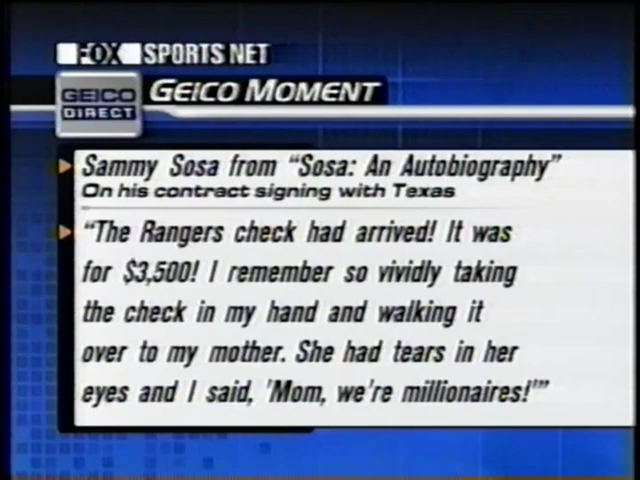 FOX SPORTS NET
GEICO DIRECT
GEICO MOMENT
Sammy Sosa from “Sosa: An Autobiography”
On his contract signing with Texas
“The Rangers check had arrived! It was
for $3,500! I remember so vividly taking
the check in my hand and walking it
over to my mother. She had tears in her
eyes and I said, 'Mom, we're millionaires!'”